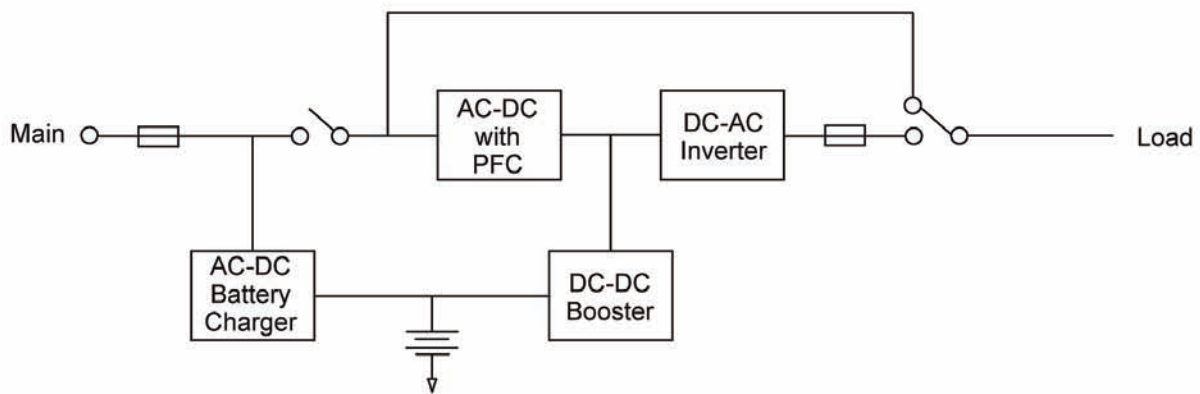 Main
AC-DC
with
PFC
DC-AC
Inverter
Load
AC-DC
Battery
Charger
DC-DC
Booster